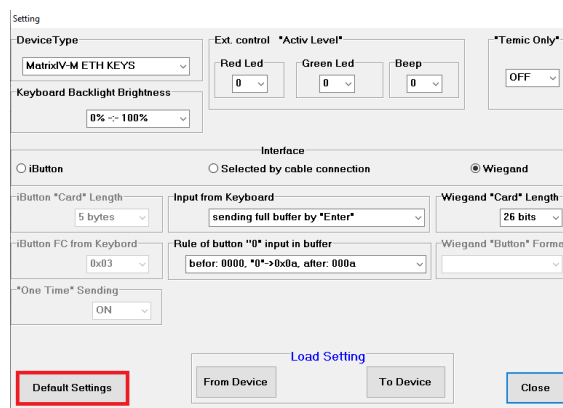 Setting
DeviceType
MatrixIV-M ETH KEYS
Ext. control "Activ Level"
Red Led
0
Green Led
0
Beep
0
"Temic Only"
OFF
Keyboard Backlight Brightness
0% -:- 100%
Interface
iButton
Selected by cable connection
Wiegand
iButton "Card" Length
5 bytes
Input from Keyboard
sending full buffer by "Enter"
Wiegand "Card" Length
26 bits
iButton FC from Keybord
0x03
Rule of button "0" input in buffer
befor: 0000, "0"->0x0a, after: 000a
Wiegand "Button" Forme
"One Time" Sending
ON
Load Setting
Default Settings
From Device
To Device
Close